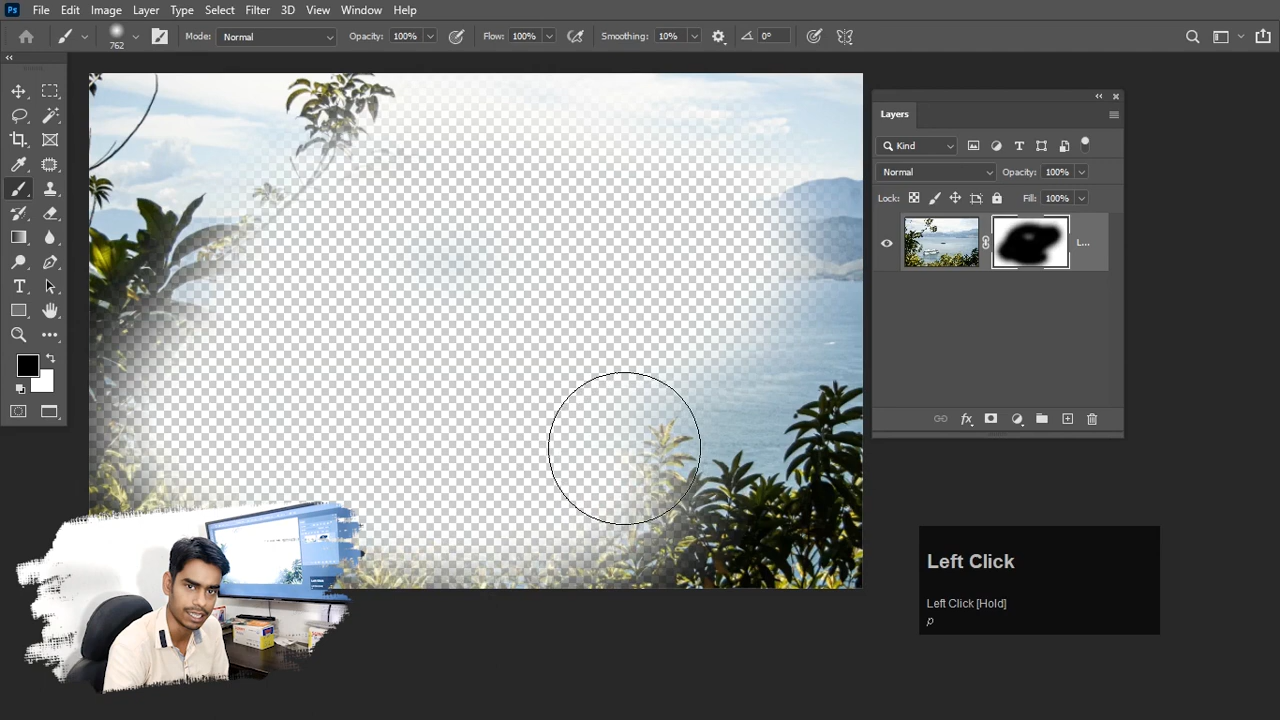 Ps File Edit Image Layer Type Select Filter 3D View Window Help
762 Mode: Normal Opacity: 100% Flow: 100% Smoothing: 10% 0°
Layers
Kind
Normal Opacity: 100%
Lock: Fill: 100%
L...
Left Click
Left Click [Hold]
p